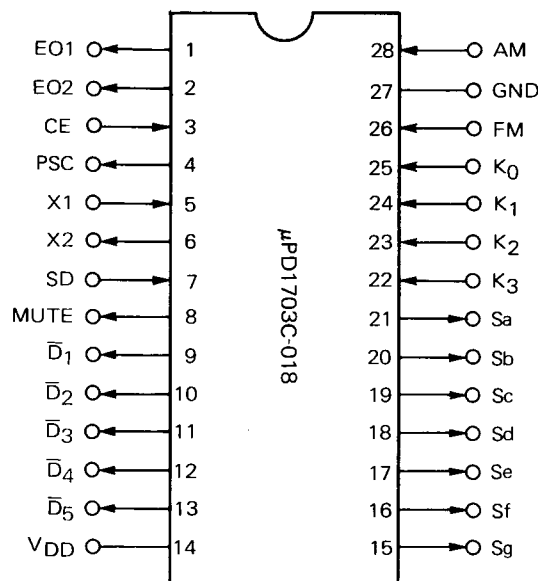 EO1 1 28 AM
EO2 2 27 GND
CE 3 26 FM
PSC 4 25 K0
X1 5 24 K1
X2 6 23 K2
SD 7 22 K3
MUTE 8 21 Sa
D̅1 9 20 Sb
D̅2 10 19 Sc
D̅3 11 18 Sd
D̅4 12 17 Se
D̅5 13 16 Sf
VDD 14 15 Sg
μPD1703C-018